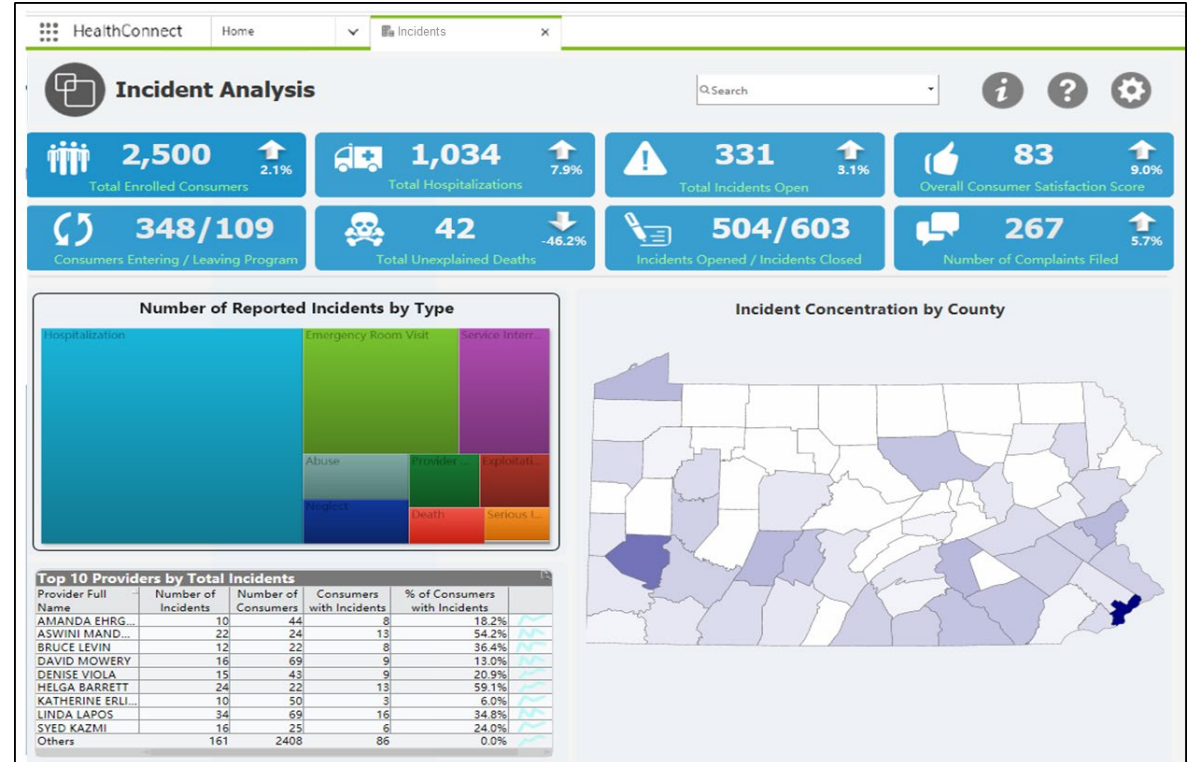 HealthConnect Home Incidents ×
Incident Analysis
Search
2,500
2.1%
Total Enrolled Consumers
1,034
7.9%
Total Hospitalizations
331
3.1%
Total Incidents Open
83
9.0%
Overall Consumer Satisfaction Score
348/109
Consumers Entering / Leaving Program
42
-46.2%
Total Unexplained Deaths
504/603
Incidents Opened / Incidents Closed
267
5.7%
Number of Complaints Filed
Number of Reported Incidents by Type
Hospitalization
Emergency Room Visit
Service Interr...
Abuse
Provider ...
Exploitati...
Neglect
Death
Serious I...
Incident Concentration by County
Top 10 Providers by Total Incidents
Provider Full Name Number of Incidents Number of Consumers Consumers with Incidents % of Consumers with Incidents
AMANDA EHRG... 10 44 8 18.2%
ASWINI MAND... 22 24 13 54.2%
BRUCE LEVIN 12 22 8 36.4%
DAVID MOWERY 16 69 9 13.0%
DENISE VIOLA 15 43 9 20.9%
HELGA BARRETT 24 22 13 59.1%
KATHERINE ERLI... 10 50 3 6.0%
LINDA LAPOS 34 69 16 34.8%
SYED KAZMI 16 25 6 24.0%
Others 161 2408 86 0.0%